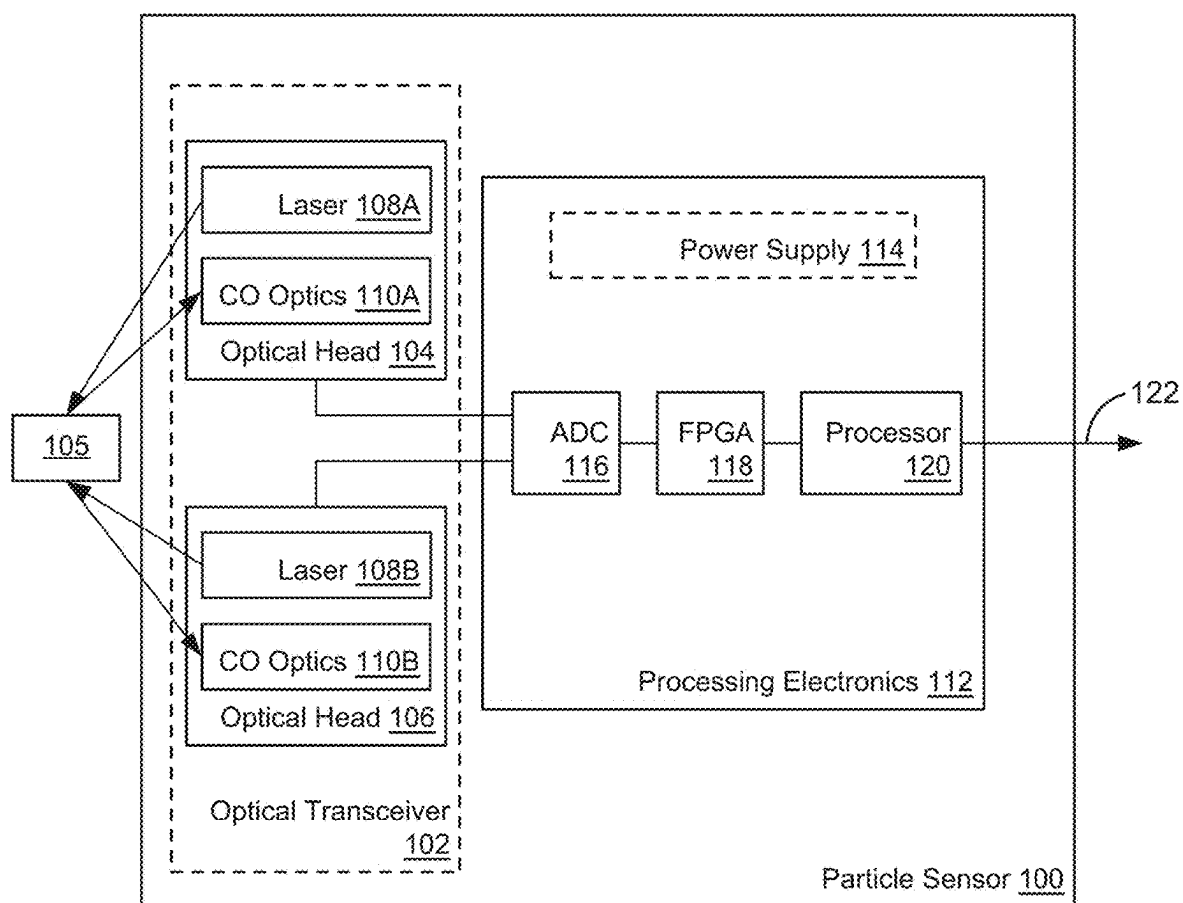 Laser 108A
CO Optics 110A
Optical Head 104
105
Laser 108B
CO Optics 110B
Optical Head 106
Optical Transceiver
102
Power Supply 114
ADC
116
FPGA
118
Processor
120
122
Processing Electronics 112
Particle Sensor 100